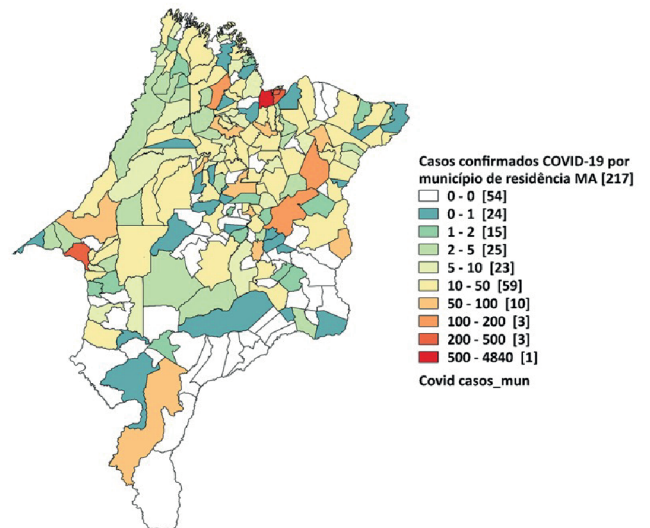 Casos confirmados COVID-19 por
município de residência MA [217]
0 - 0 [54]
0 - 1 [24]
1 - 2 [15]
2 - 5 [25]
5 - 10 [23]
10 - 50 [59]
50 - 100 [10]
100 - 200 [3]
200 - 500 [3]
500 - 4840 [1]
Covid casos_mun